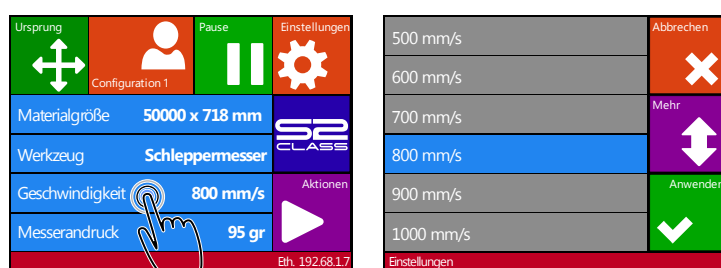 Ursprung
Configuration 1
Pause
Einstellungen
Materialgröße 50000 x 718 mm
Werkzeug Schleppermesser
S2
CLASS
Geschwindigkeit 800 mm/s
Aktionen
Messerandruck 95 gr
Eth. 192.68.1.7
500 mm/s
Abbrechen
600 mm/s
700 mm/s
Mehr
800 mm/s
900 mm/s
Anwenden
1000 mm/s
Einstellungen